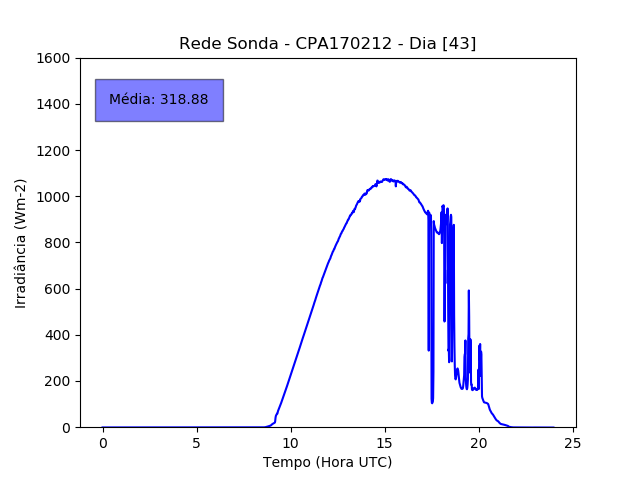 Rede Sonda - CPA170212 - Dia [43]
1600
1400
1200
1000
800
600
400
200
0
Irradiância (Wm-2)
Média: 318.88
0 5 10 15 20 25
Tempo (Hora UTC)